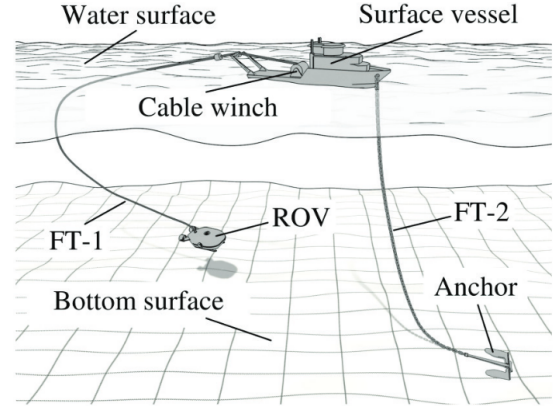 Water surface
Surface vessel
Cable winch
FT-1
ROV
FT-2
Bottom surface
Anchor